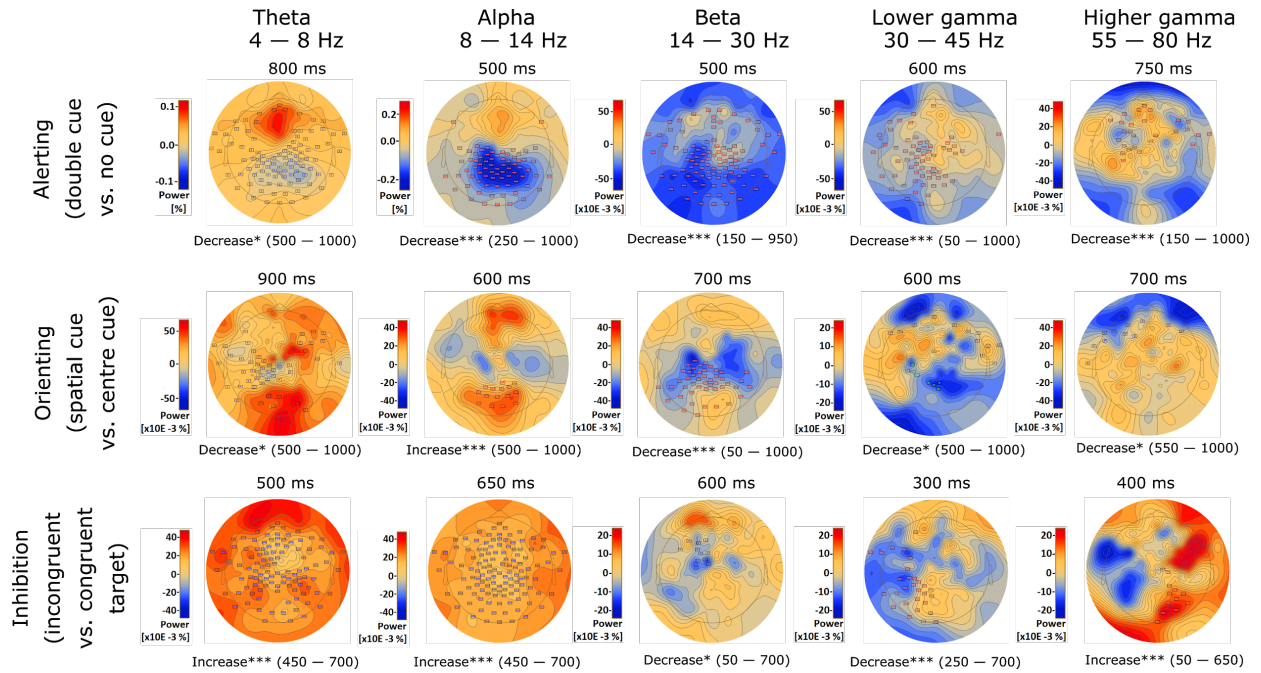 Theta
4 — 8 Hz
Alpha
8 — 14 Hz
Beta
14 — 30 Hz
Lower gamma
30 — 45 Hz
Higher gamma
55 — 80 Hz
Alerting
(double cue
vs. no cue)
800 ms
0.1
0.0
-0.1
Power
[%]
Decrease* (500 — 1000)
500 ms
0.2
0.0
-0.2
Power
[%]
Decrease*** (250 — 1000)
500 ms
50
0
-50
Power
[x10E -3 %]
Decrease*** (150 — 950)
600 ms
50
0
-50
Power
[x10E -3 %]
Decrease*** (50 — 1000)
750 ms
40
20
0
-20
-40
Power
[x10E -3 %]
Decrease*** (150 — 1000)
Orienting
(spatial cue
vs. centre cue)
900 ms
50
0
-50
Power
[x10E -3 %]
Decrease* (500 — 1000)
600 ms
40
20
0
-20
-40
Power
[x10E -3 %]
Increase*** (500 — 1000)
700 ms
40
20
0
-20
-40
Power
[x10E -3 %]
Decrease*** (50 — 1000)
600 ms
20
10
0
-10
-20
Power
[x10E -3 %]
Decrease* (500 — 1000)
700 ms
40
20
0
-20
-40
Power
[x10E -3 %]
Decrease* (550 — 1000)
Inhibition
(incongruent
vs. congruent
target)
500 ms
40
20
0
-20
-40
Power
[x10E -3 %]
Increase*** (450 — 700)
650 ms
40
20
0
-20
-40
Power
[x10E -3 %]
Increase*** (450 — 700)
600 ms
20
10
0
-10
-20
Power
[x10E -3 %]
Decrease* (50 — 700)
300 ms
20
10
0
-10
-20
Power
[x10E -3 %]
Decrease*** (250 — 700)
400 ms
20
10
0
-10
-20
Power
[x10E -3 %]
Increase*** (50 — 650)